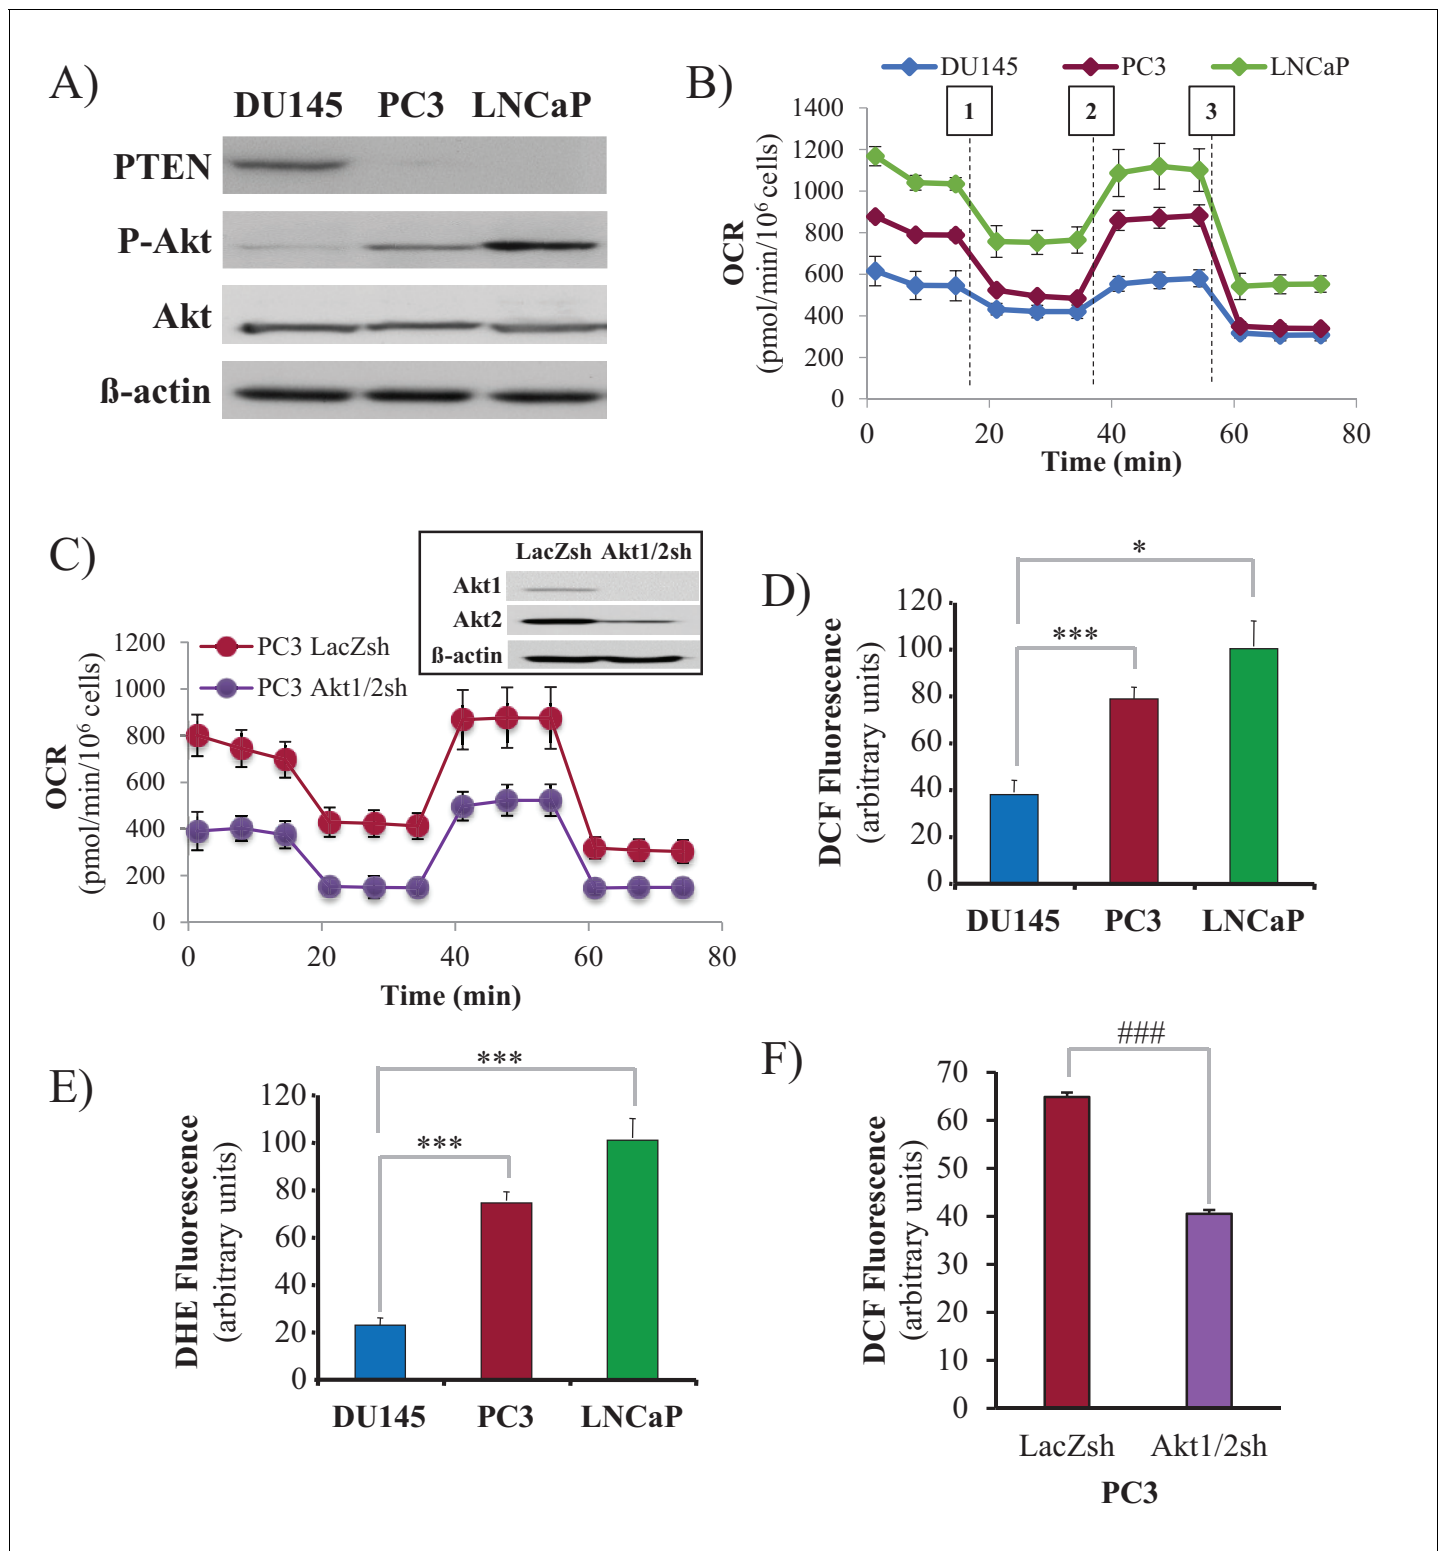 A)
DU145 PC3 LNCaP
PTEN
P-Akt
Akt
ß-actin
B)
DU145 PC3 LNCaP
1 2 3
OCR
(pmol/min/10⁶ cells)
1400
1200
1000
800
600
400
200
0
0 20 40 60 80
Time (min)
C)
LacZsh Akt1/2sh
Akt1
Akt2
ß-actin
PC3 LacZsh
PC3 Akt1/2sh
OCR
(pmol/min/10⁶ cells)
1200
1000
800
600
400
200
0
0 20 40 60 80
Time (min)
D)
*
***
DCF Fluorescence
(arbitrary units)
120
100
80
60
40
20
0
DU145 PC3 LNCaP
E)
***
***
DHE Fluorescence
(arbitrary units)
120
100
80
60
40
20
0
DU145 PC3 LNCaP
F)
###
DCF Fluorescence
(arbitrary units)
70
60
50
40
30
20
10
0
LacZsh Akt1/2sh
PC3